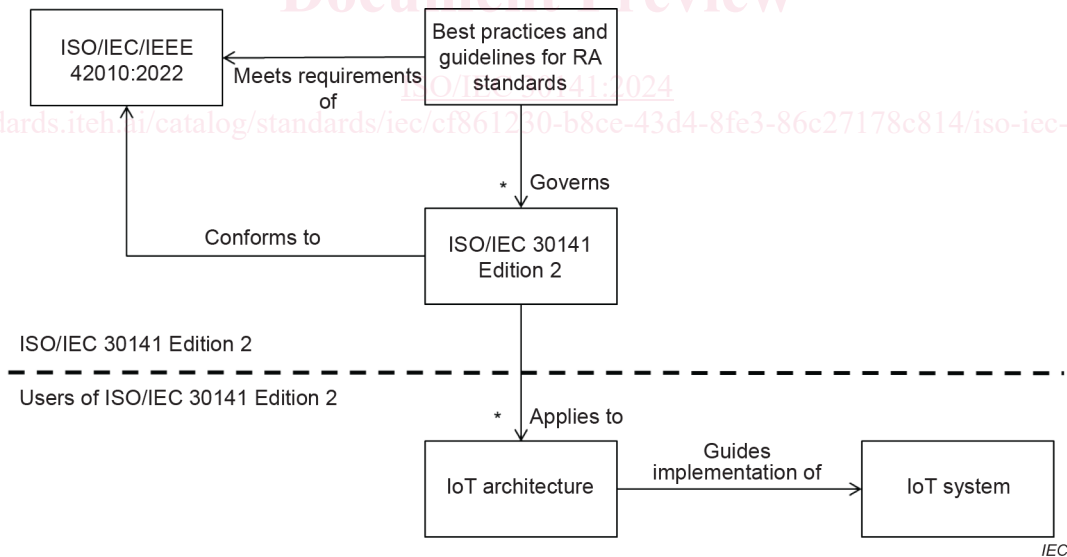 Document Preview
ISO/IEC/IEEE
42010:2022
Best practices and
guidelines for RA
standards
Meets requirements
of
ISO/IEC 30141:2024
dards.iteh.ai/catalog/standards/iec/cf861230-b8ce-43d4-8fe3-86c27178c814/iso-iec-
* Governs
Conforms to
ISO/IEC 30141
Edition 2
ISO/IEC 30141 Edition 2
Users of ISO/IEC 30141 Edition 2
* Applies to
IoT architecture
Guides
implementation of
IoT system
IEC